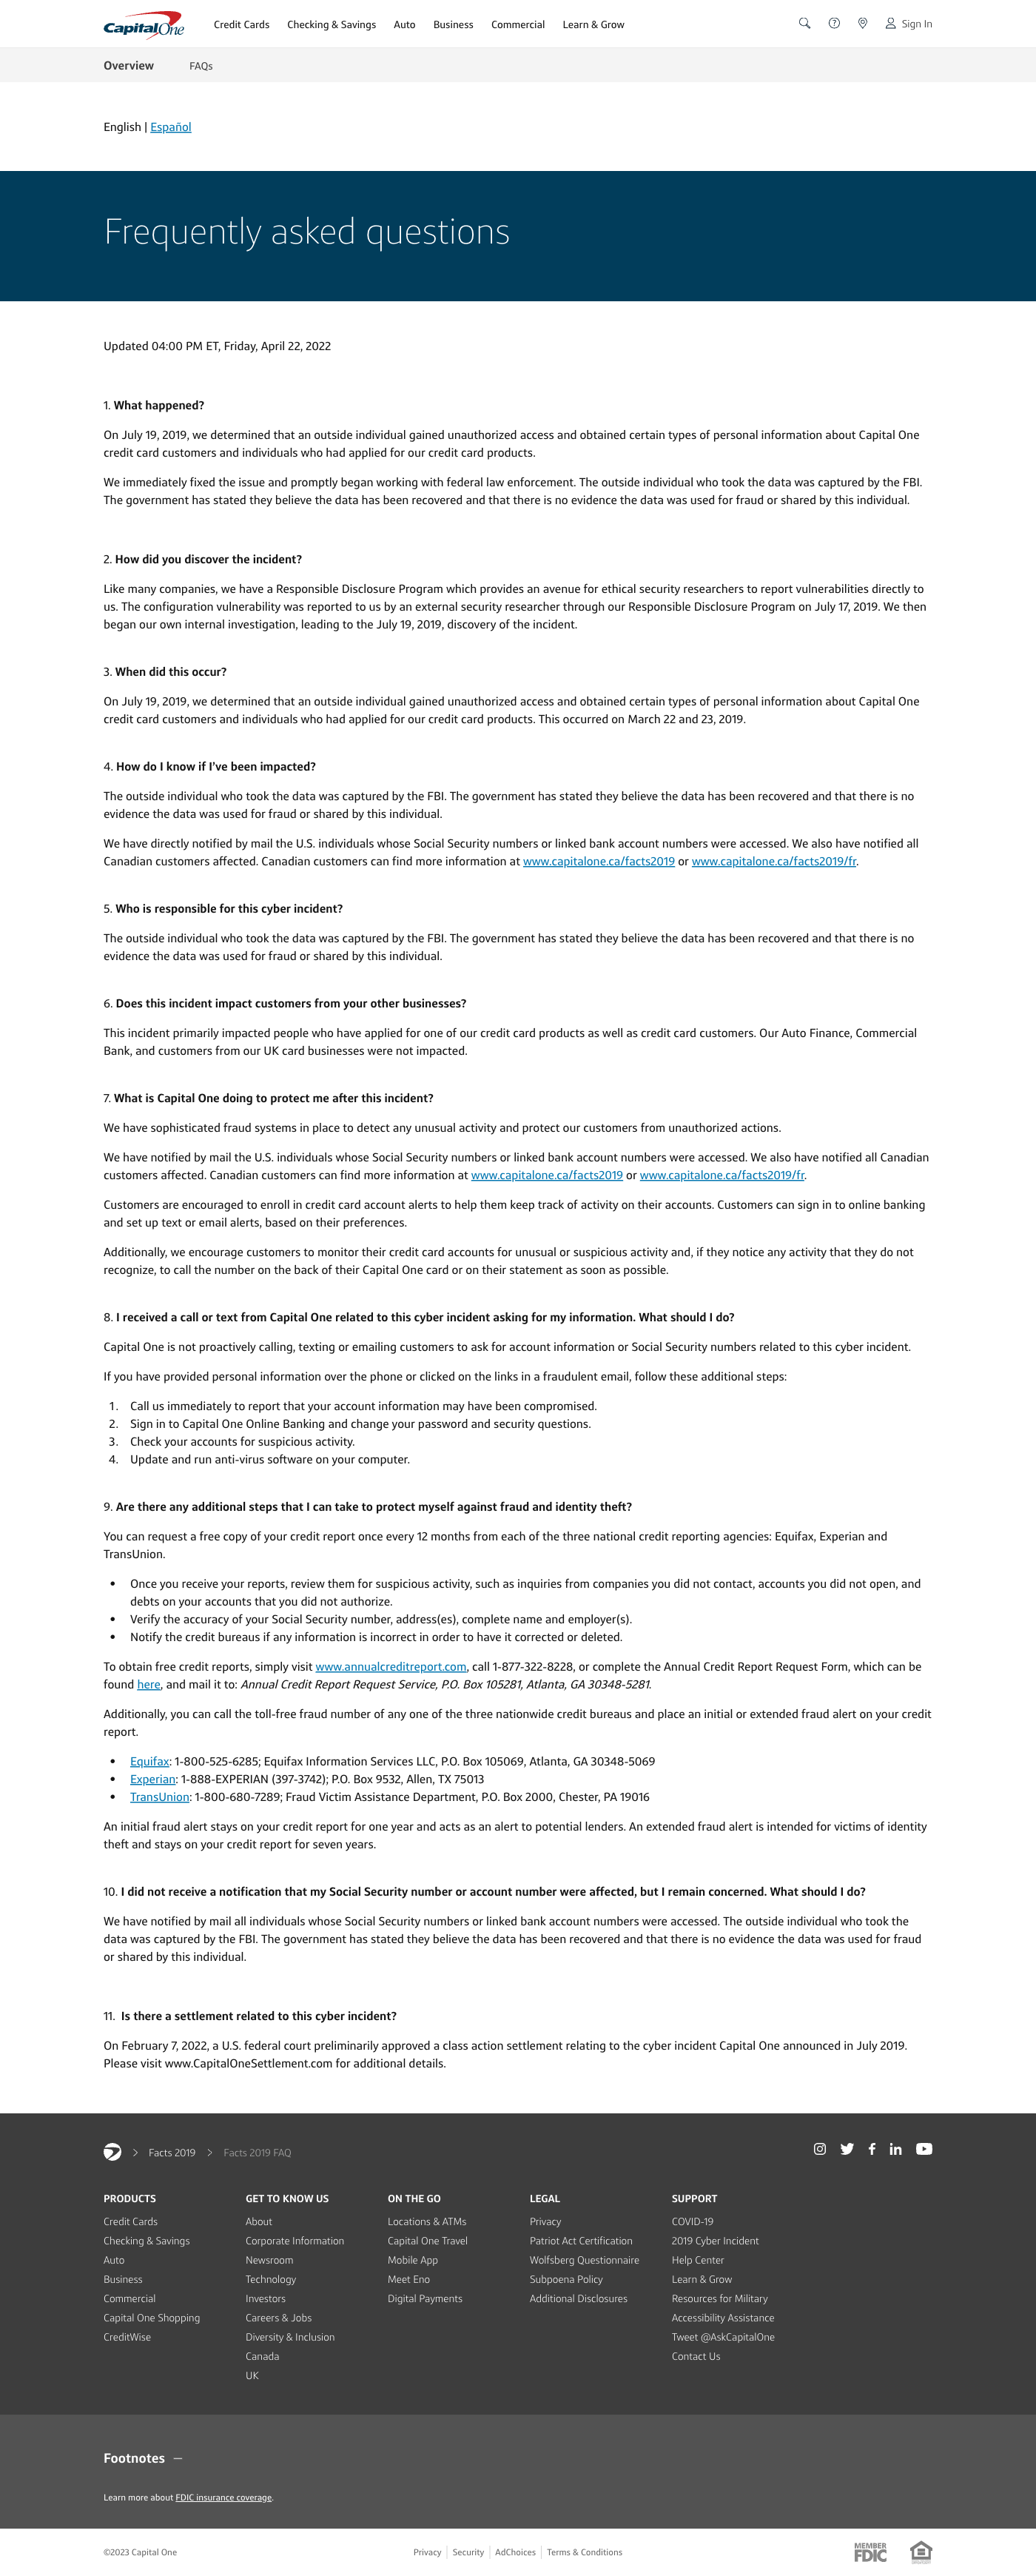 Capital One
Credit Cards Checking & Savings Auto Business Commercial Learn & Grow Sign In
Overview FAQs
English | Español
Frequently asked questions
Updated 04:00 PM ET, Friday, April 22, 2022
1. What happened?
On July 19, 2019, we determined that an outside individual gained unauthorized access and obtained certain types of personal information about Capital One
credit card customers and individuals who had applied for our credit card products.
We immediately fixed the issue and promptly began working with federal law enforcement. The outside individual who took the data was captured by the FBI.
The government has stated they believe the data has been recovered and that there is no evidence the data was used for fraud or shared by this individual.
2. How did you discover the incident?
Like many companies, we have a Responsible Disclosure Program which provides an avenue for ethical security researchers to report vulnerabilities directly to
us. The configuration vulnerability was reported to us by an external security researcher through our Responsible Disclosure Program on July 17, 2019. We then
began our own internal investigation, leading to the July 19, 2019, discovery of the incident.
3. When did this occur?
On July 19, 2019, we determined that an outside individual gained unauthorized access and obtained certain types of personal information about Capital One
credit card customers and individuals who had applied for our credit card products. This occurred on March 22 and 23, 2019.
4. How do I know if I've been impacted?
The outside individual who took the data was captured by the FBI. The government has stated they believe the data has been recovered and that there is no
evidence the data was used for fraud or shared by this individual.
We have directly notified by mail the U.S. individuals whose Social Security numbers or linked bank account numbers were accessed. We also have notified all
Canadian customers affected. Canadian customers can find more information at www.capitalone.ca/facts2019 or www.capitalone.ca/facts2019/fr.
5. Who is responsible for this cyber incident?
The outside individual who took the data was captured by the FBI. The government has stated they believe the data has been recovered and that there is no
evidence the data was used for fraud or shared by this individual.
6. Does this incident impact customers from your other businesses?
This incident primarily impacted people who have applied for one of our credit card products as well as credit card customers. Our Auto Finance, Commercial
Bank, and customers from our UK card businesses were not impacted.
7. What is Capital One doing to protect me after this incident?
We have sophisticated fraud systems in place to detect any unusual activity and protect our customers from unauthorized actions.
We have notified by mail the U.S. individuals whose Social Security numbers or linked bank account numbers were accessed. We also have notified all Canadian
customers affected. Canadian customers can find more information at www.capitalone.ca/facts2019 or www.capitalone.ca/facts2019/fr.
Customers are encouraged to enroll in credit card account alerts to help them keep track of activity on their accounts. Customers can sign in to online banking
and set up text or email alerts, based on their preferences.
Additionally, we encourage customers to monitor their credit card accounts for unusual or suspicious activity and, if they notice any activity that they do not
recognize, to call the number on the back of their Capital One card or on their statement as soon as possible.
8. I received a call or text from Capital One related to this cyber incident asking for my information. What should I do?
Capital One is not proactively calling, texting or emailing customers to ask for account information or Social Security numbers related to this cyber incident.
If you have provided personal information over the phone or clicked on the links in a fraudulent email, follow these additional steps:
1. Call us immediately to report that your account information may have been compromised.
2. Sign in to Capital One Online Banking and change your password and security questions.
3. Check your accounts for suspicious activity.
4. Update and run anti-virus software on your computer.
9. Are there any additional steps that I can take to protect myself against fraud and identity theft?
You can request a free copy of your credit report once every 12 months from each of the three national credit reporting agencies: Equifax, Experian and
TransUnion.
• Once you receive your reports, review them for suspicious activity, such as inquiries from companies you did not contact, accounts you did not open, and
debts on your accounts that you did not authorize.
• Verify the accuracy of your Social Security number, address(es), complete name and employer(s).
• Notify the credit bureaus if any information is incorrect in order to have it corrected or deleted.
To obtain free credit reports, simply visit www.annualcreditreport.com, call 1-877-322-8228, or complete the Annual Credit Report Request Form, which can be
found here, and mail it to: Annual Credit Report Request Service, P.O. Box 105281, Atlanta, GA 30348-5281.
Additionally, you can call the toll-free fraud number of any one of the three nationwide credit bureaus and place an initial or extended fraud alert on your credit
report.
• Equifax: 1-800-525-6285; Equifax Information Services LLC, P.O. Box 105069, Atlanta, GA 30348-5069
• Experian: 1-888-EXPERIAN (397-3742); P.O. Box 9532, Allen, TX 75013
• TransUnion: 1-800-680-7289; Fraud Victim Assistance Department, P.O. Box 2000, Chester, PA 19016
An initial fraud alert stays on your credit report for one year and acts as an alert to potential lenders. An extended fraud alert is intended for victims of identity
theft and stays on your credit report for seven years.
10. I did not receive a notification that my Social Security number or account number were affected, but I remain concerned. What should I do?
We have notified by mail all individuals whose Social Security numbers or linked bank account numbers were accessed. The outside individual who took the
data was captured by the FBI. The government has stated they believe the data has been recovered and that there is no evidence the data was used for fraud
or shared by this individual.
11. Is there a settlement related to this cyber incident?
On February 7, 2022, a U.S. federal court preliminarily approved a class action settlement relating to the cyber incident Capital One announced in July 2019.
Please visit www.CapitalOneSettlement.com for additional details.
Facts 2019 Facts 2019 FAQ
PRODUCTS
Credit Cards
Checking & Savings
Auto
Business
Commercial
Capital One Shopping
CreditWise
GET TO KNOW US
About
Corporate Information
Newsroom
Technology
Investors
Careers & Jobs
Diversity & Inclusion
Canada
UK
ON THE GO
Locations & ATMs
Capital One Travel
Mobile App
Meet Eno
Digital Payments
LEGAL
Privacy
Patriot Act Certification
Wolfsberg Questionnaire
Subpoena Policy
Additional Disclosures
SUPPORT
COVID-19
2019 Cyber Incident
Help Center
Learn & Grow
Resources for Military
Accessibility Assistance
Tweet @AskCapitalOne
Contact Us
Footnotes
Learn more about FDIC insurance coverage.
©2023 Capital One
Privacy Security AdChoices Terms & Conditions
MEMBER
FDIC